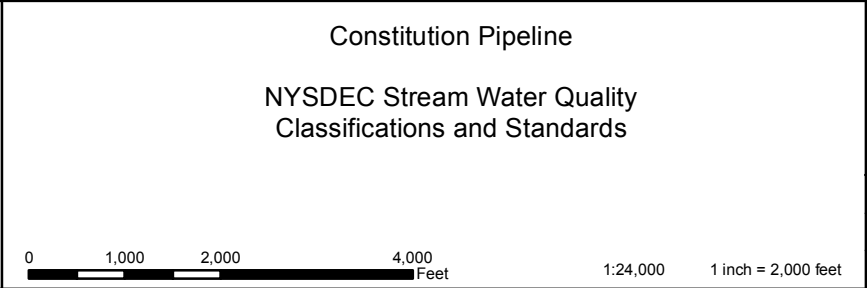 Constitution Pipeline
NYSDEC Stream Water Quality
Classifications and Standards
0 1,000 2,000 4,000
Feet
1:24,000 1 inch = 2,000 feet